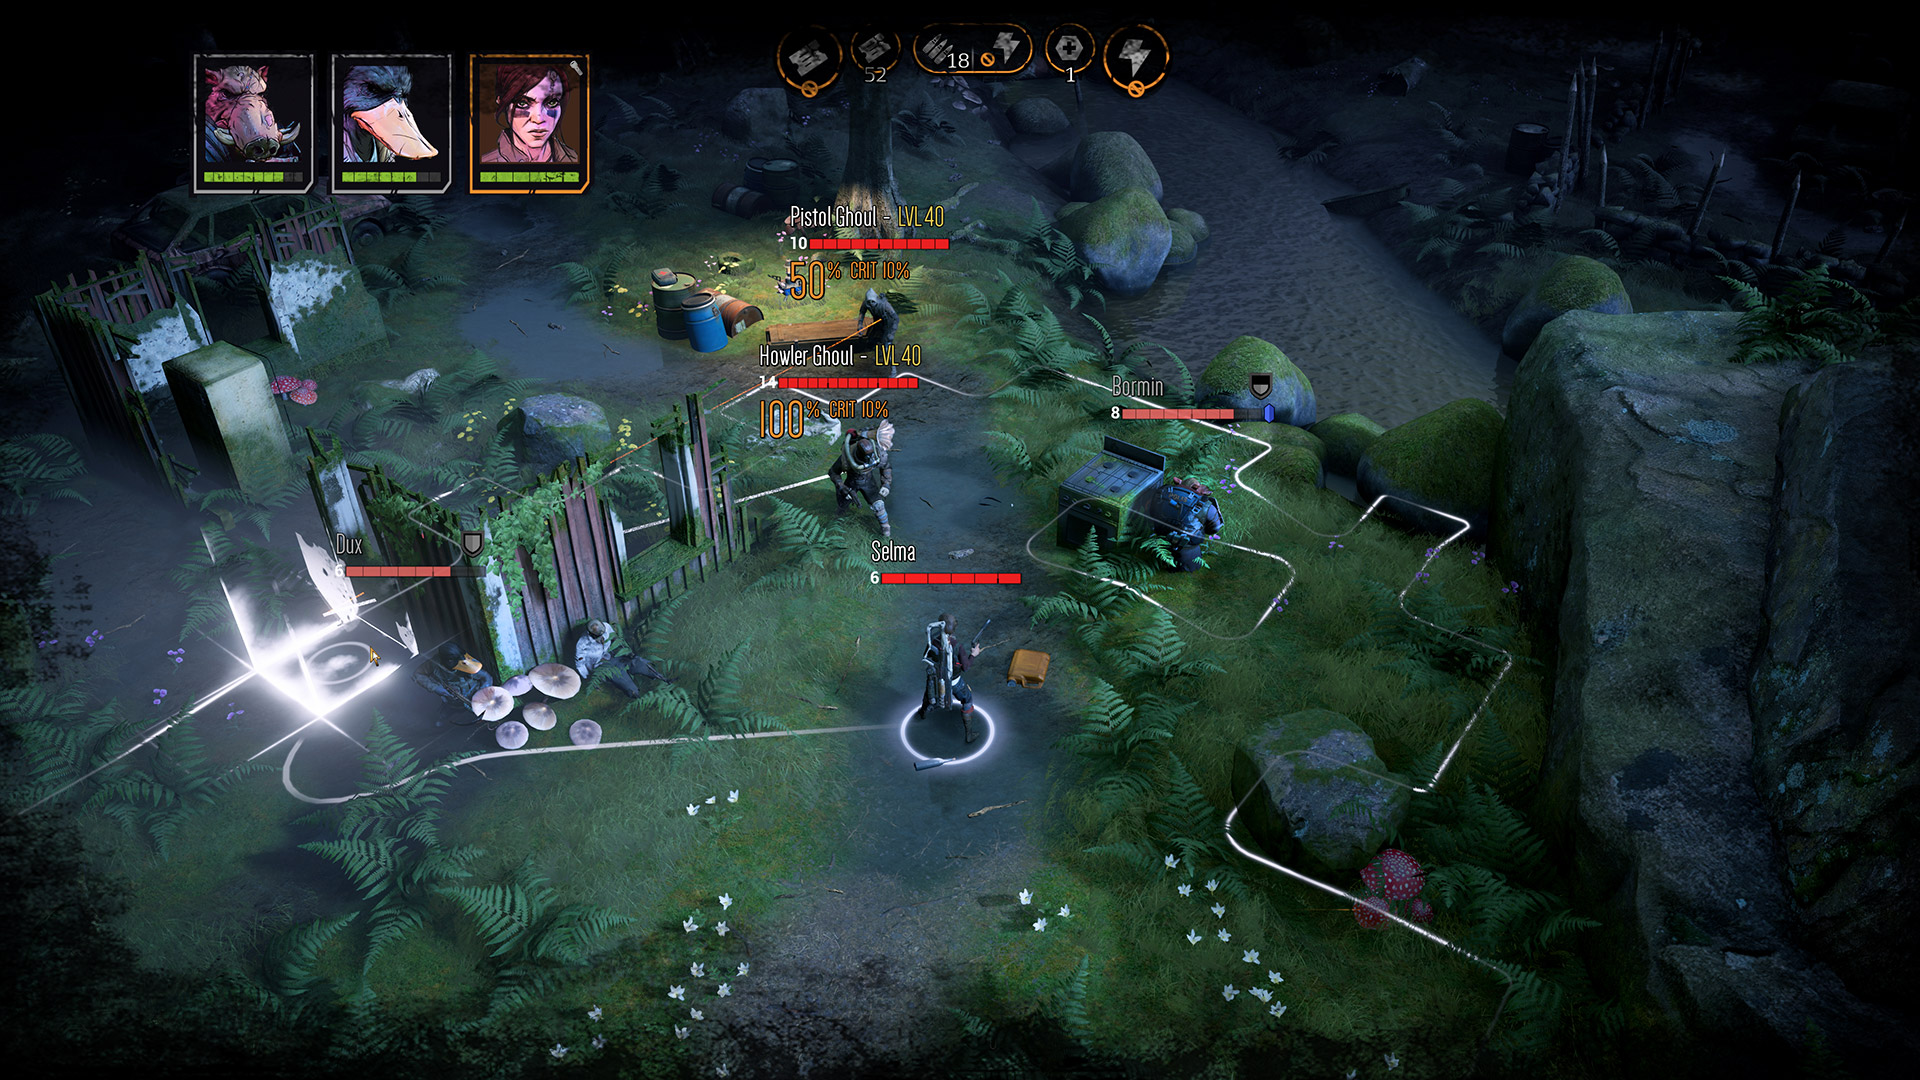 52
18
1
Pistol Ghoul - LVL 40
10
50% CRIT 10%
Howler Ghoul - LVL 40
14
100% CRIT 10%
Bormin
8
Dux
6
Selma
6